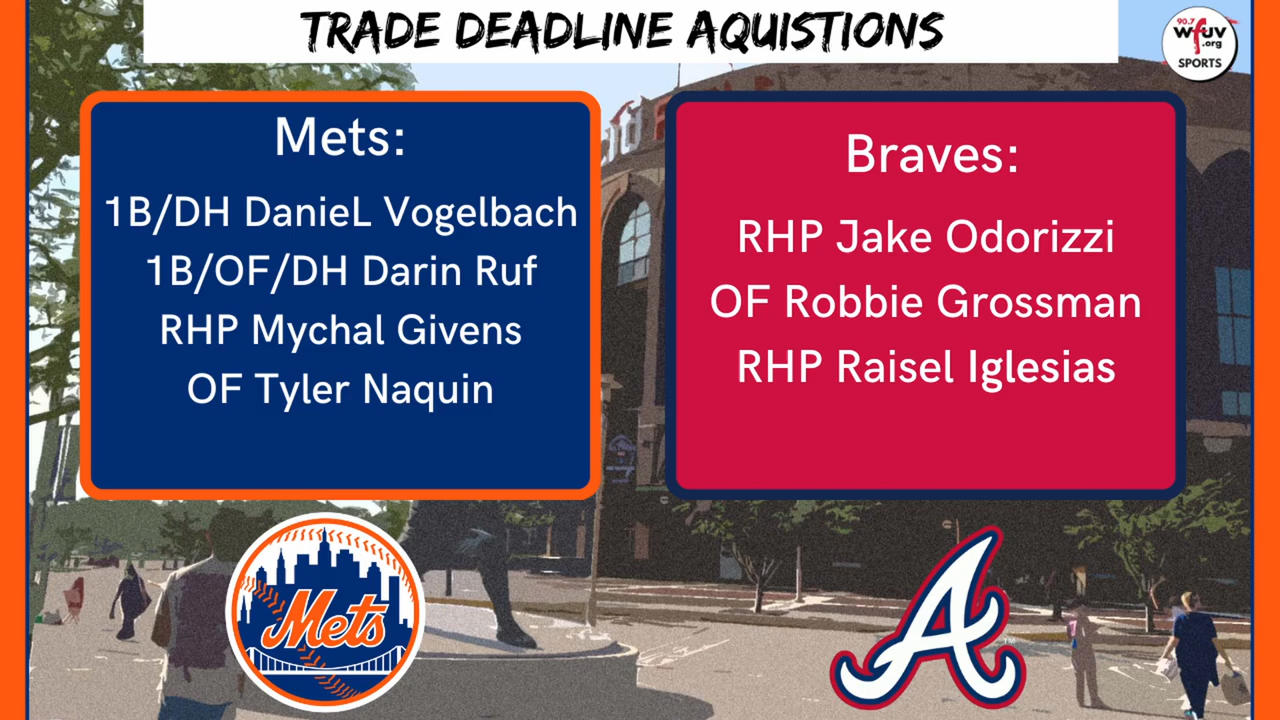 TRADE DEADLINE AQUISTIONS
90.7
wfuv
.org
SPORTS
Mets:
1B/DH DanieL Vogelbach
1B/OF/DH Darin Ruf
RHP Mychal Givens
OF Tyler Naquin
Braves:
RHP Jake Odorizzi
OF Robbie Grossman
RHP Raisel Iglesias
Mets
A
TM